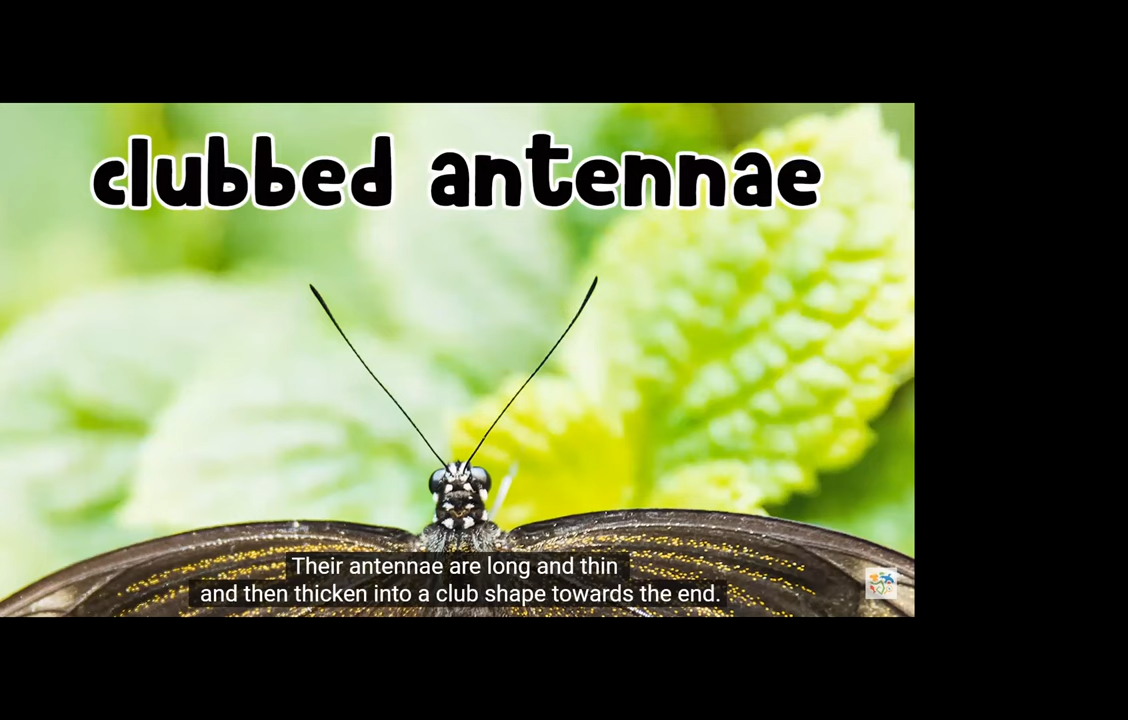 clubbed antennae
Their antennae are long and thin
and then thicken into a club shape towards the end.